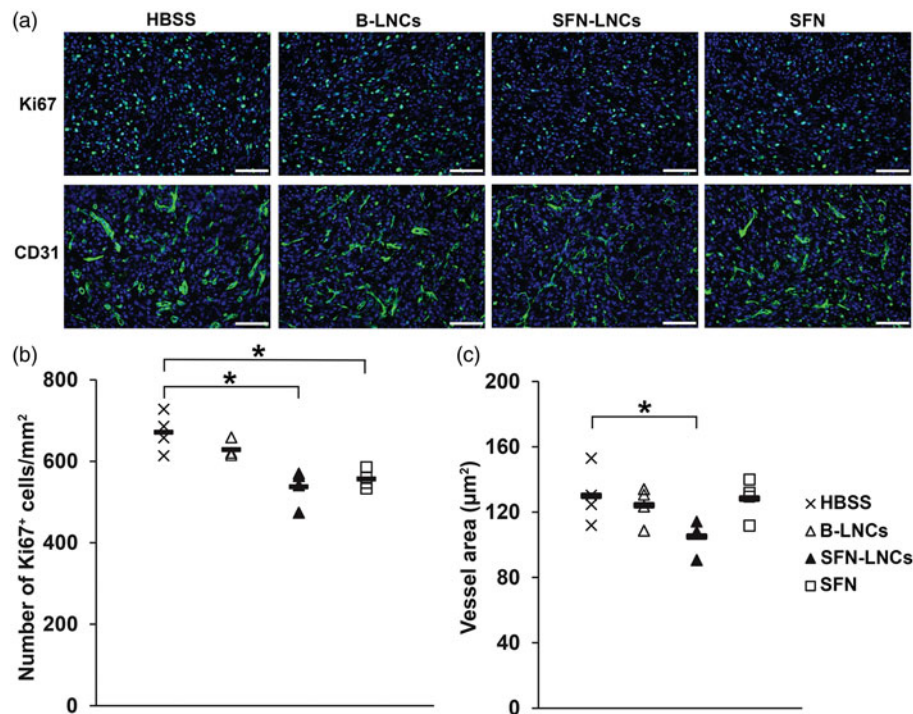 (a)
HBSS B-LNCs SFN-LNCs SFN
Ki67
CD31
(b)
Number of Ki67⁺ cells/mm²
800
600
400
200
0
*
*
(c)
Vessel area (µm²)
200
160
120
80
40
0
*
HBSS
B-LNCs
SFN-LNCs
SFN